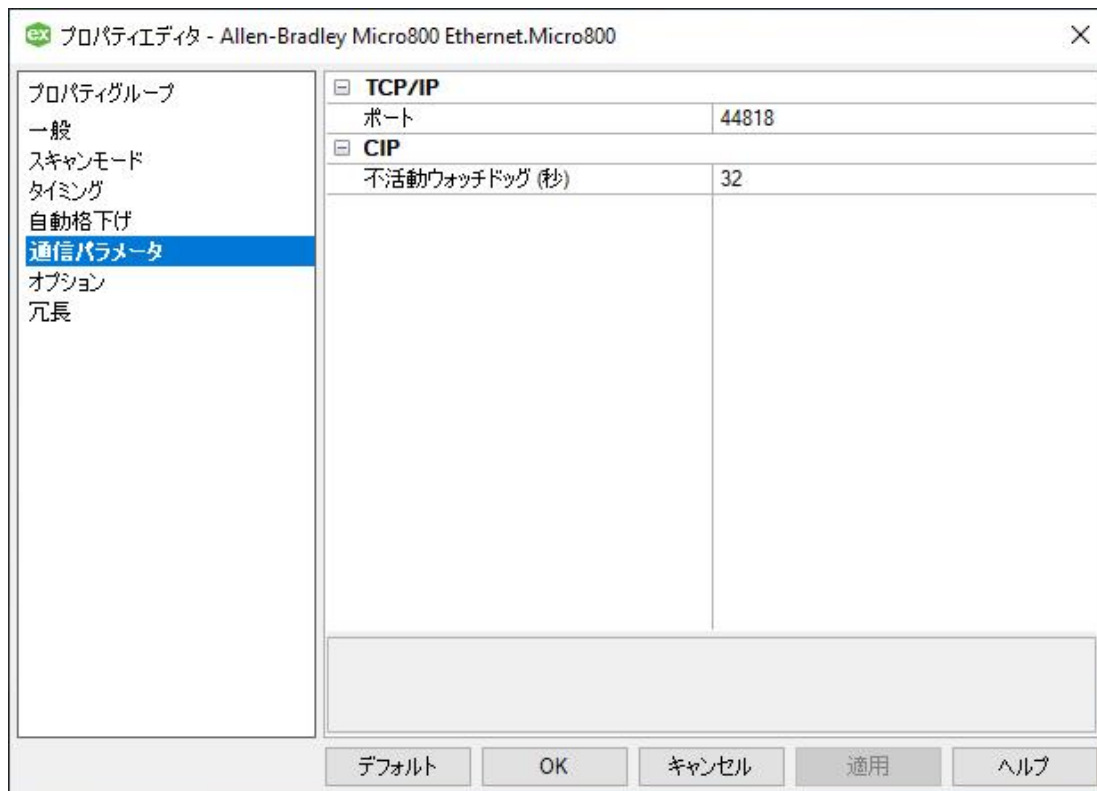 プロパティエディタ - Allen-Bradley Micro800 Ethernet.Micro800
プロパティグループ
一般
スキャンモード
タイミング
自動格下げ
通信パラメータ
オプション
冗長
TCP/IP
ポート 44818
CIP
不活動ウォッチドッグ (秒) 32
デフォルト OK キャンセル 適用 ヘルプ